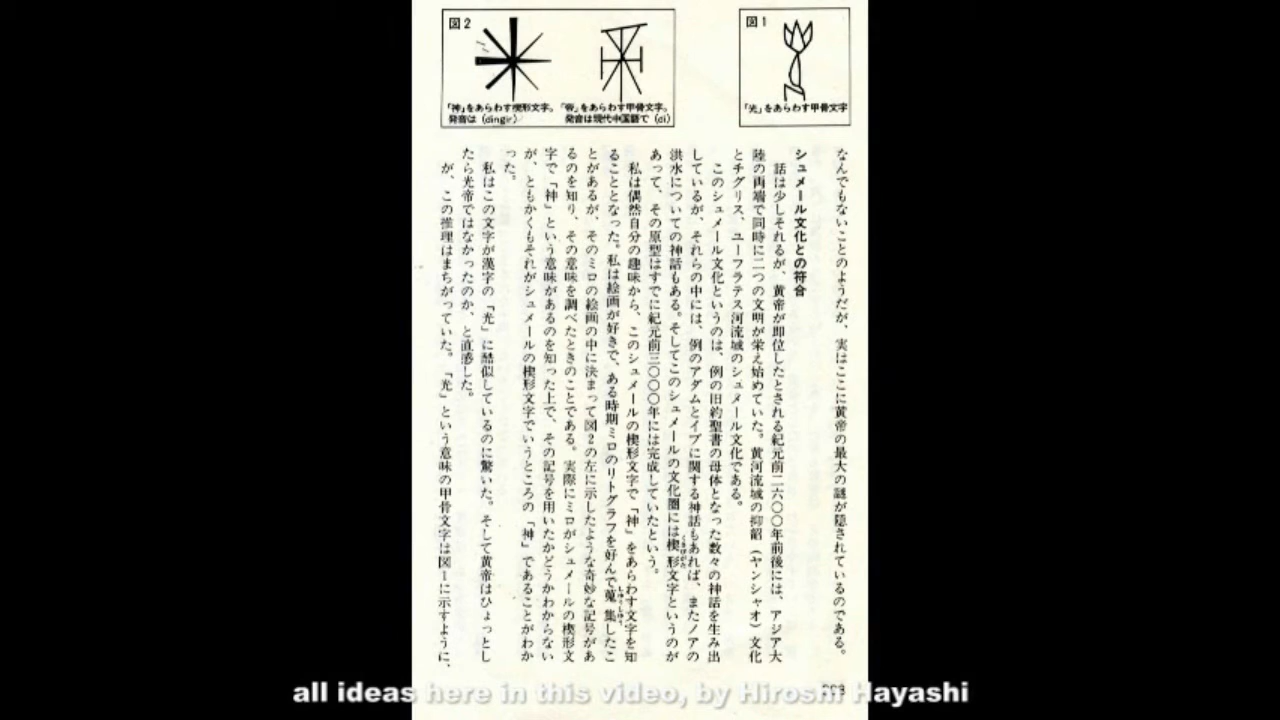 図2
「神」をあらわす楔形文字。
発音は（dingir）
「帝」をあらわす甲骨文字。
発音は現代中国語で（di）
図1
「光」をあらわす甲骨文字
なんでもないことのようだが、実はここに黄帝の最大の謎が隠されているのである。
シュメール文化との符合
話は少しそれるが、黄帝が即位したとされる紀元前二六〇〇年前後には、アジア大
陸の両端で同時に二つの文明が栄え始めていた。黄河流域の仰韶（ヤンシャオ）文化
とチグリス、ユーフラテス河流域のシュメール文化である。
このシュメール文化というのは、例の旧約聖書の母体となった数々の神話を生み出
しているが、それらの中には、例のアダムとイブに関する神話もあれば、またノアの
洪水についての神話もある。そしてこのシュメールの文化圏には楔形文字というのが
あって、その原型はすでに紀元前三〇〇〇年には完成していたという。
私は偶然自分の趣味から、このシュメールの楔形文字で「神」をあらわす文字を知
ることとなった。私は絵画が好きで、ある時期ミロのリトグラフを好んで蒐集したこ
とがあるが、そのミロの絵画の中に決まって図2の左に示したような奇妙な記号があ
るのを知り、その意味を調べたときのことである。実際にミロがシュメールの楔形文
字で「神」という意味があるのを知った上で、その記号を用いたかどうかわからない
が、ともかくもそれがシュメールの楔形文字でいうところの「神」であることがわか
った。
私はこの文字が漢字の「光」に酷似しているのに驚いた。そして黄帝はひょっとし
たら光帝ではなかったのか、と直感した。
が、この推理はまちがっていた。「光」という意味の甲骨文字は図1に示すように、
all ideas here in this video, by Hiroshi Hayashi